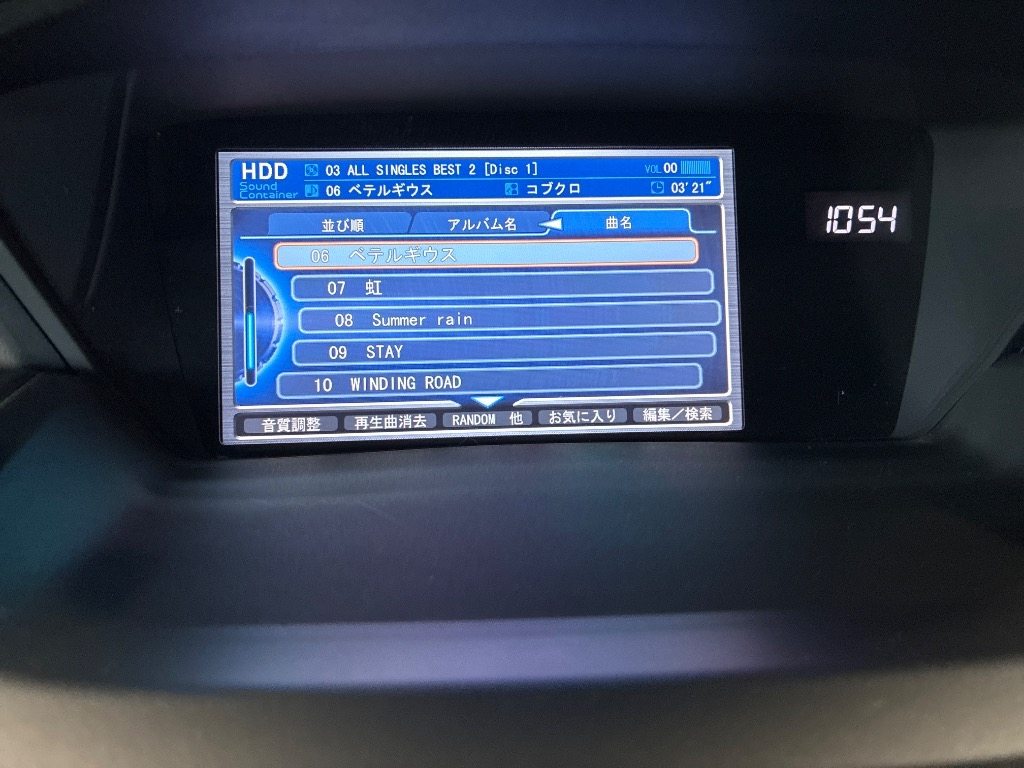 HDD 03 ALL SINGLES BEST 2 [Disc 1] VOL 00
Sound Container 06 ベテルギウス コブクロ 03'21"
並び順 アルバム名 曲名
06 ベテルギウス
07 虹
08 Summer rain
09 STAY
10 WINDING ROAD
音質調整 再生曲消去 RANDOM 他 お気に入り 編集/検索
10:54